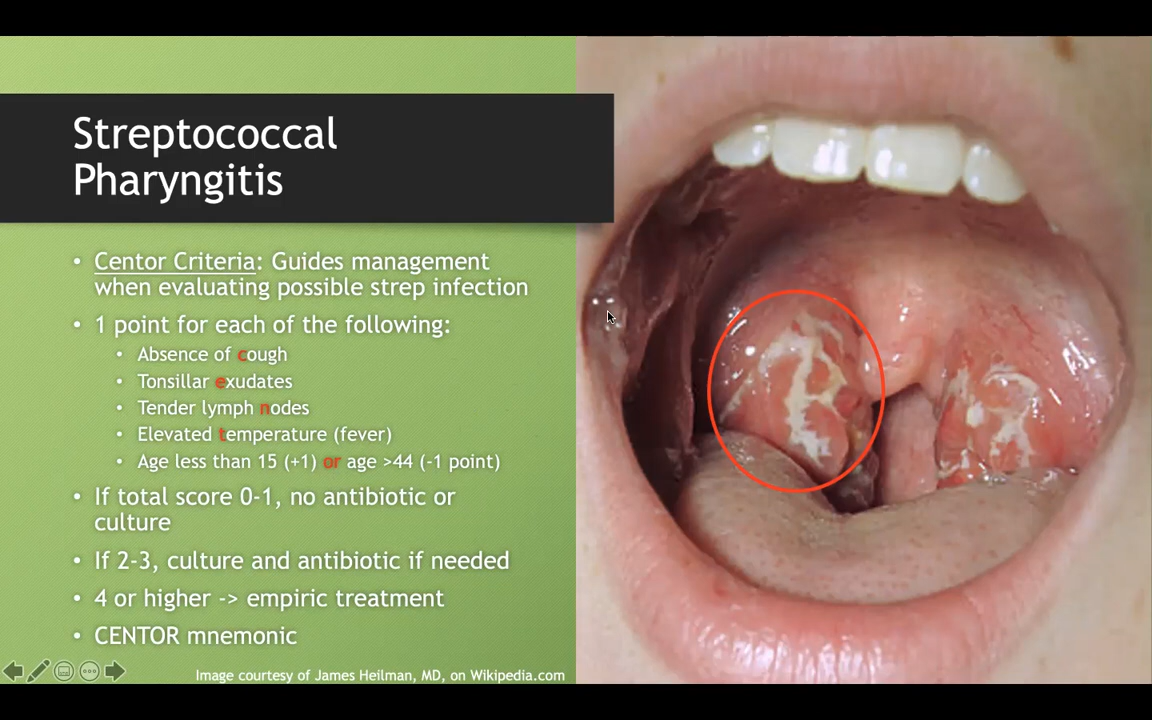 Streptococcal
Pharyngitis
• Centor Criteria: Guides management
when evaluating possible strep infection
• 1 point for each of the following:
• Absence of cough
• Tonsillar exudates
• Tender lymph nodes
• Elevated temperature (fever)
• Age less than 15 (+1) or age >44 (-1 point)
• If total score 0-1, no antibiotic or
culture
• If 2-3, culture and antibiotic if needed
• 4 or higher -> empiric treatment
• CENTOR mnemonic
Image courtesy of James Heilman, MD, on Wikipedia.com